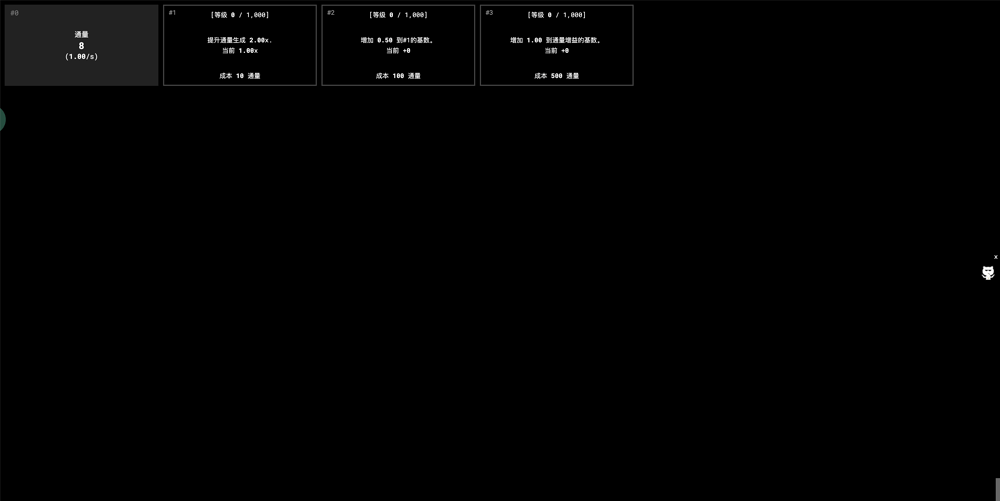 #0
通量
8
(1.00/s)
#1
[等级 0 / 1,000]
提升通量生成 2.00x.
当前 1.00x
成本 10 通量
#2
[等级 0 / 1,000]
增加 0.50 到#1的基数。
当前 +0
成本 100 通量
#3
[等级 0 / 1,000]
增加 1.00 到通量增益的基数。
当前 +0
成本 500 通量
x